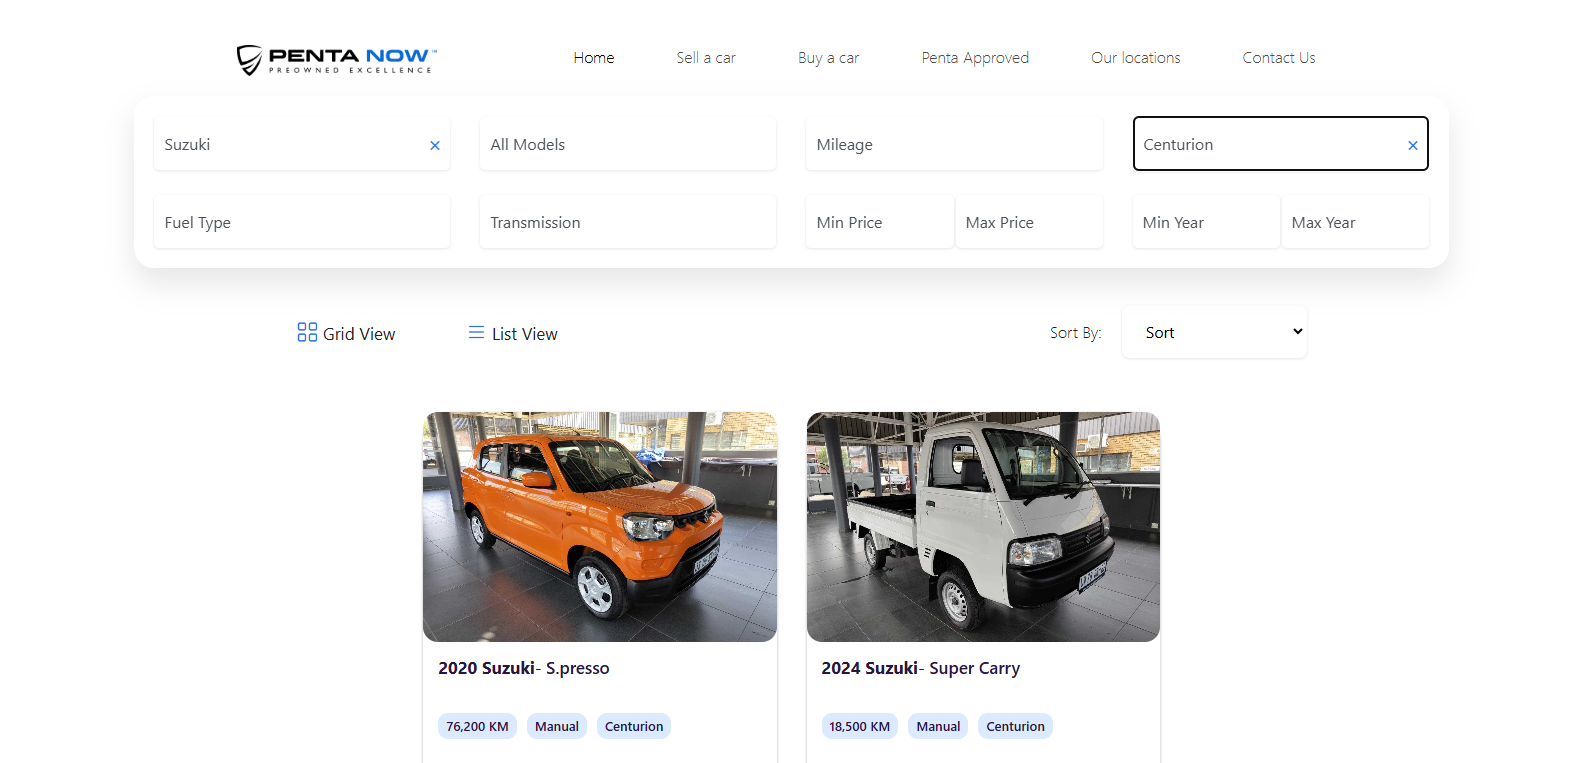 PENTA NOW™
PREOWNED EXCELLENCE
Home
Sell a car
Buy a car
Penta Approved
Our locations
Contact Us
Suzuki ×
All Models
Mileage
Centurion ×
Fuel Type
Transmission
Min Price
Max Price
Min Year
Max Year
Grid View
List View
Sort By:
Sort
2020 Suzuki- S.presso
76,200 KM
Manual
Centurion
2024 Suzuki- Super Carry
18,500 KM
Manual
Centurion